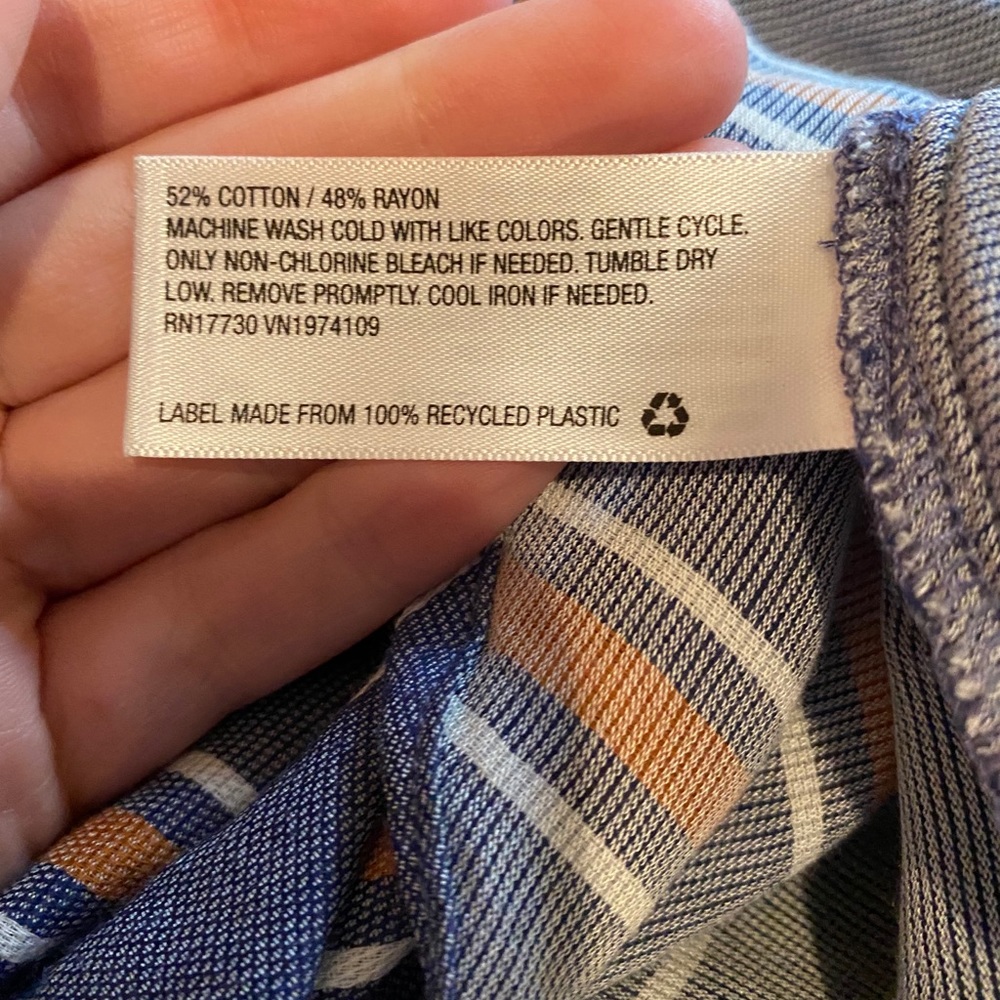 52% COTTON / 48% RAYON
MACHINE WASH COLD WITH LIKE COLORS. GENTLE CYCLE.
ONLY NON-CHLORINE BLEACH IF NEEDED. TUMBLE DRY
LOW. REMOVE PROMPTLY. COOL IRON IF NEEDED.
RN17730 VN1974109
LABEL MADE FROM 100% RECYCLED PLASTIC